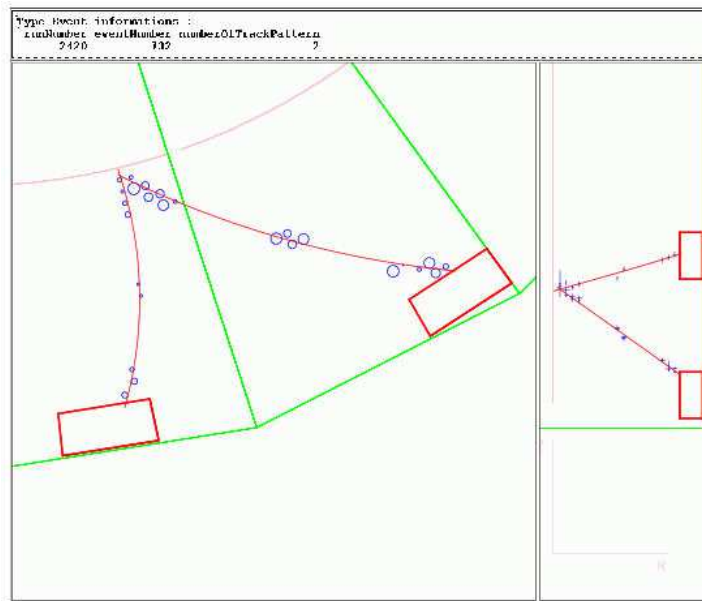 Type Event informations :
runNumber eventNumber numberOfTrackPattern
2420 732 2
R